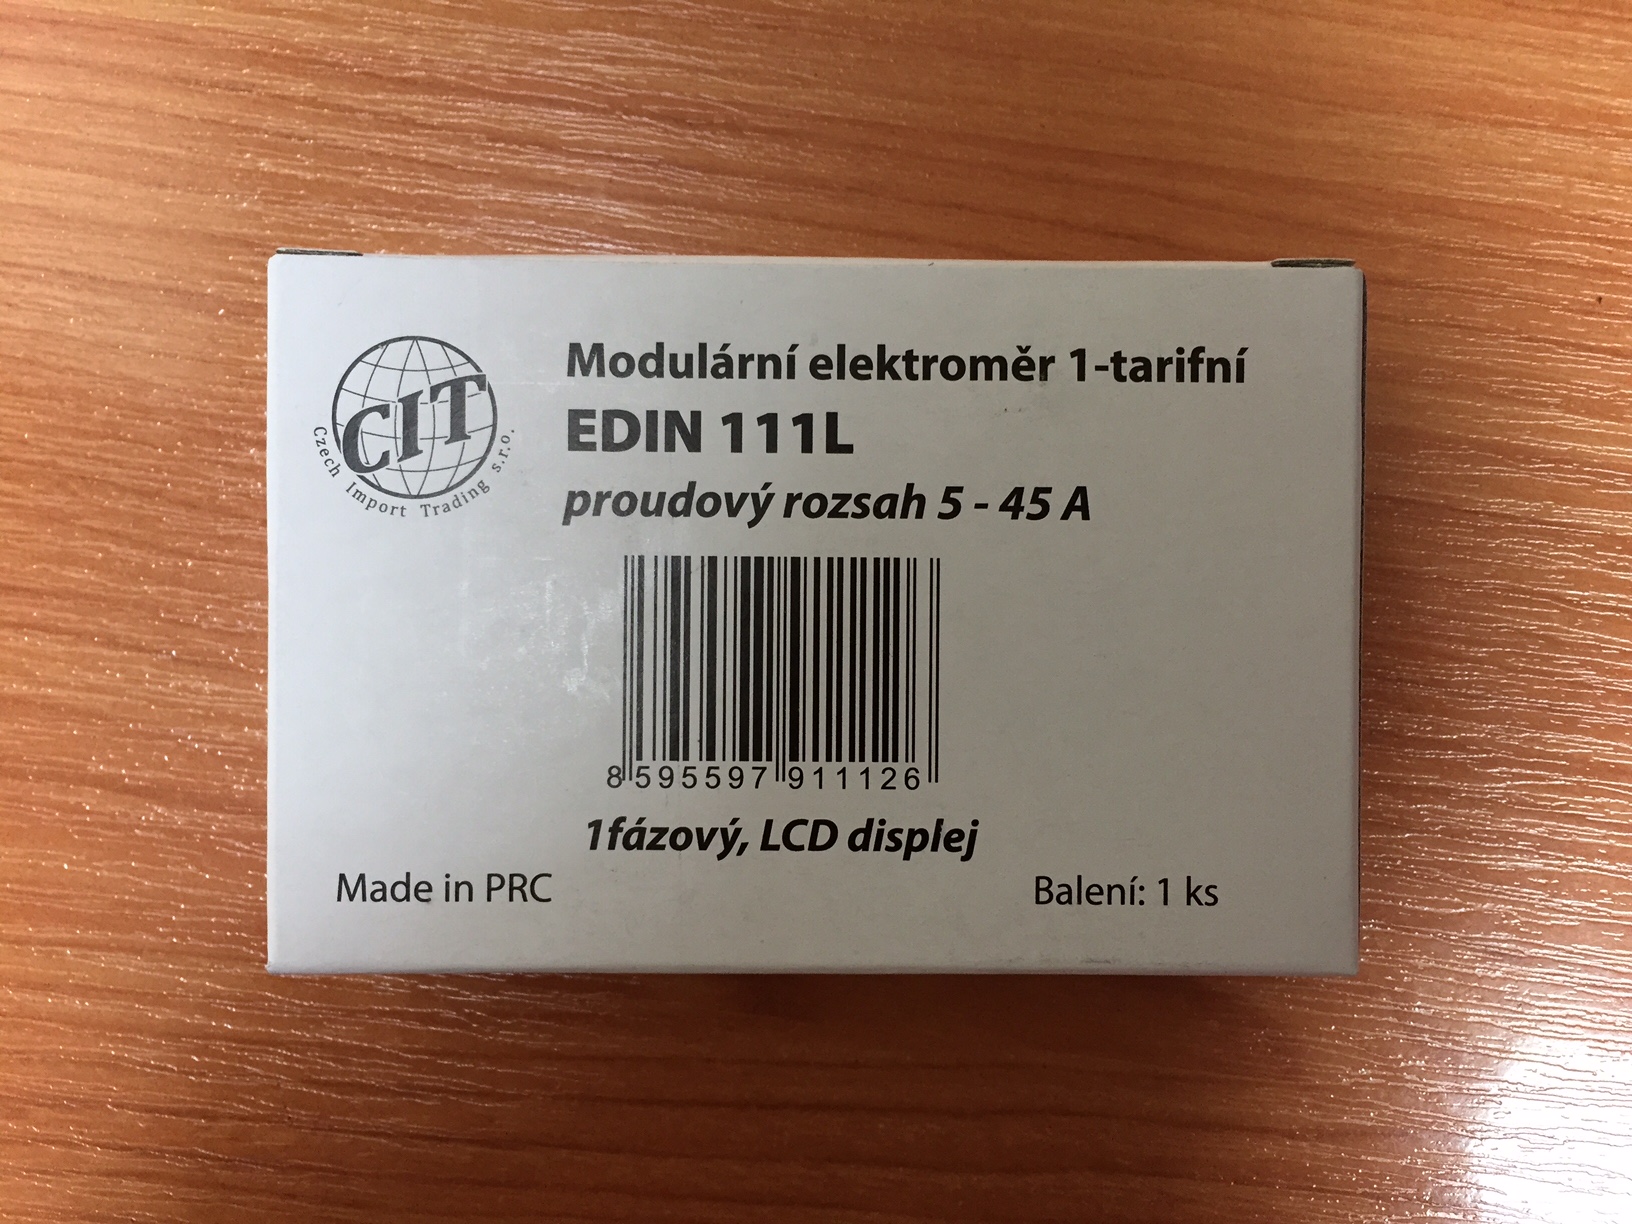 CIT
Czech Import Trading s.r.o.
Modulární elektroměr 1-tarifní
EDIN 111L
proudový rozsah 5 - 45 A
8 595597 911126
1fázový, LCD displej
Made in PRC
Balení: 1 ks